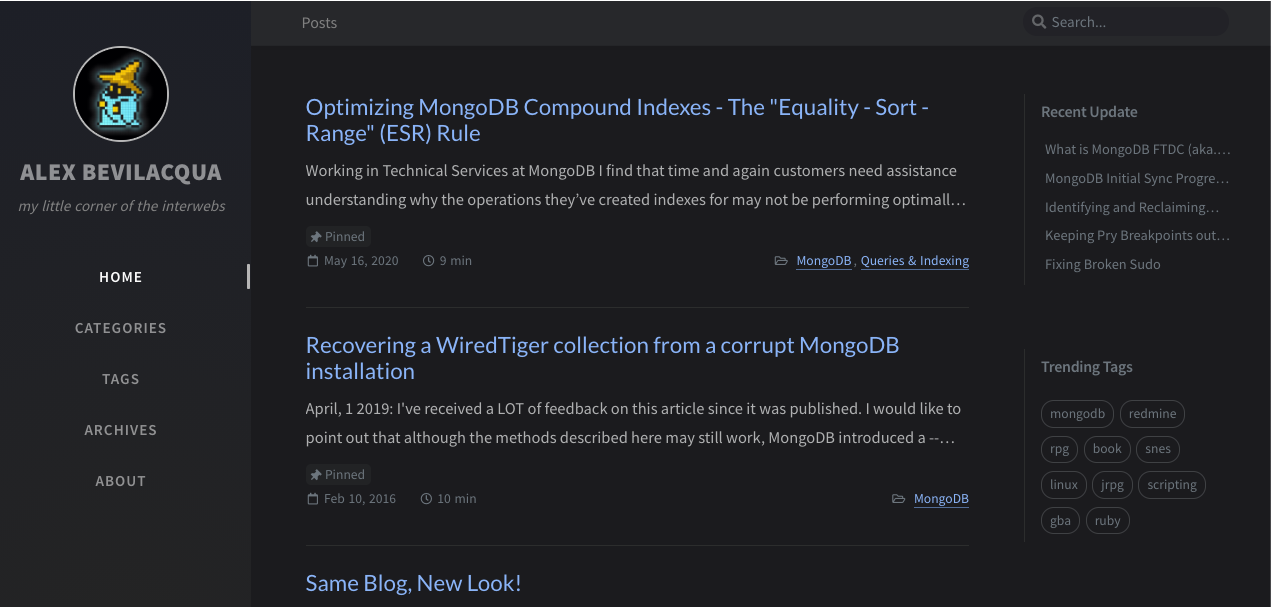 ALEX BEVILACQUA
my little corner of the interwebs
HOME
CATEGORIES
TAGS
ARCHIVES
ABOUT
Posts
Search...
Optimizing MongoDB Compound Indexes - The "Equality - Sort -
Range" (ESR) Rule
Working in Technical Services at MongoDB I find that time and again customers need assistance
understanding why the operations they’ve created indexes for may not be performing optimall…
Pinned
May 16, 2020 9 min MongoDB , Queries & Indexing
Recovering a WiredTiger collection from a corrupt MongoDB
installation
April, 1 2019: I've received a LOT of feedback on this article since it was published. I would like to
point out that although the methods described here may still work, MongoDB introduced a --…
Pinned
Feb 10, 2016 10 min MongoDB
Same Blog, New Look!
Recent Update
What is MongoDB FTDC (aka.…
MongoDB Initial Sync Progre…
Identifying and Reclaiming…
Keeping Pry Breakpoints out…
Fixing Broken Sudo
Trending Tags
mongodb redmine
rpg book snes
linux jrpg scripting
gba ruby